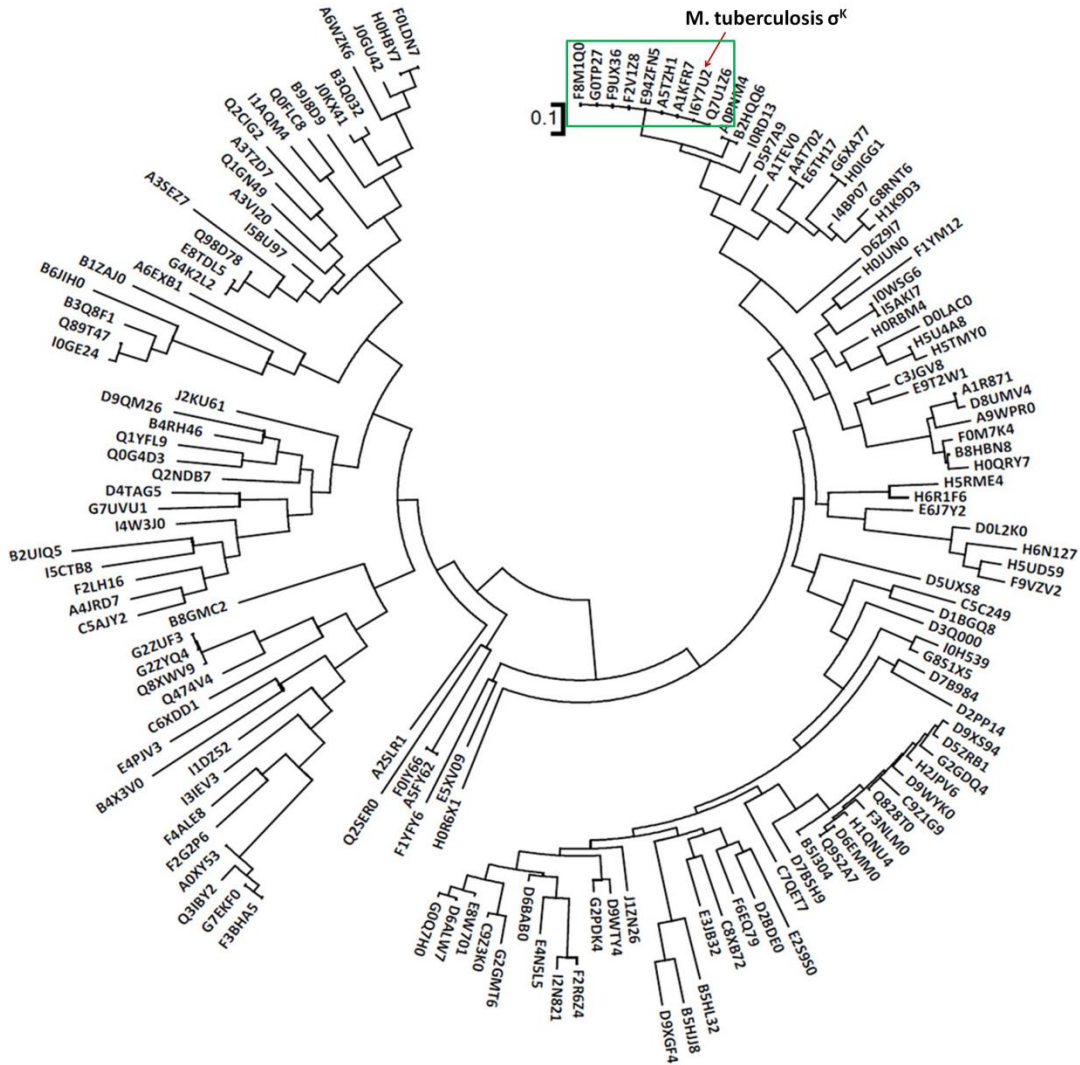 M. tuberculosis σᴷ
0.1
F8M1Q0
G0TP27
F9UX36
F2V1Z8
E94ZFN5
A5TZH1
A1KFR7
I6Y7U2
Q7U1Z6
A0PNM4
B2HQQ6
I0RD13
D5P7A9
A1TEV0
A4T702
E6TH17
G6XA77
H0IGG1
I4BP07
G8RNT6
H1K9D3
D6Z9I7
H0JUN0
F1YM12
I0WSG6
I5AKI7
H0RBM4
D0LAC0
H5U4A8
H5TMY0
C3JGV8
E9T2W1
A1R871
D8UMV4
A9WPR0
F0M7K4
B8HBN8
H0QRY7
H5RME4
H6R1F6
E6J7Y2
D0L2K0
H6N127
H5UD59
F9VZV2
D5UXS8
C5C249
D1BGQ8
D3Q000
I0H539
G8S1X5
D7B984
D2PP14
D9XS94
D5ZRB1
G2GDQ4
H2JPV6
D9WYK0
C9Z1G9
Q828T0
F3NLM0
H1QNU4
D6EMM0
Q9S2A7
B5I304
D7BSH9
C7QET7
E2S9S0
D2BDE0
F6EQ79
C8XB72
E3JB32
B5HL32
B5HJJ8
D9XGF4
J1ZN26
D9WTY4
G2PDK4
F2R6Z4
I2N821
E4N5L5
D6BAB0
G2GMT6
C9Z3K0
E8W701
D6ALW7
G0Q7H0
H0R6X1
E5XV09
F1YFY6
A5FY62
F0IY66
Q2SER0
A2SLR1
F3BHA5
G7EKF0
Q3IBY2
A0XY53
F2G2P6
F4ALE8
I3IEV3
I1DZ52
B4X3V0
E4PJV3
C6XDD1
Q474V4
Q8XWV9
G2ZYQ4
G2ZUF3
B8GMC2
C5AJY2
A4JRD7
F2LH16
I5CTB8
B2UIQ5
I4W3J0
G7UVU1
D4TAG5
Q2NDB7
Q0G4D3
Q1YFL9
B4RH46
D9QM26
J2KU61
I0GE24
Q89T47
B3Q8F1
B6JIH0
B1ZAJ0
A6EXB1
G4K2L2
E8TDL5
Q98D78
A3SEZ7
I5BU97
A3VI20
Q1GN49
A3TZD7
Q2CIG2
I1AQM4
Q0FLC8
B9J8D9
J0KX41
B3Q032
A6WZK6
J0GU42
H0HBY7
F0LDN7